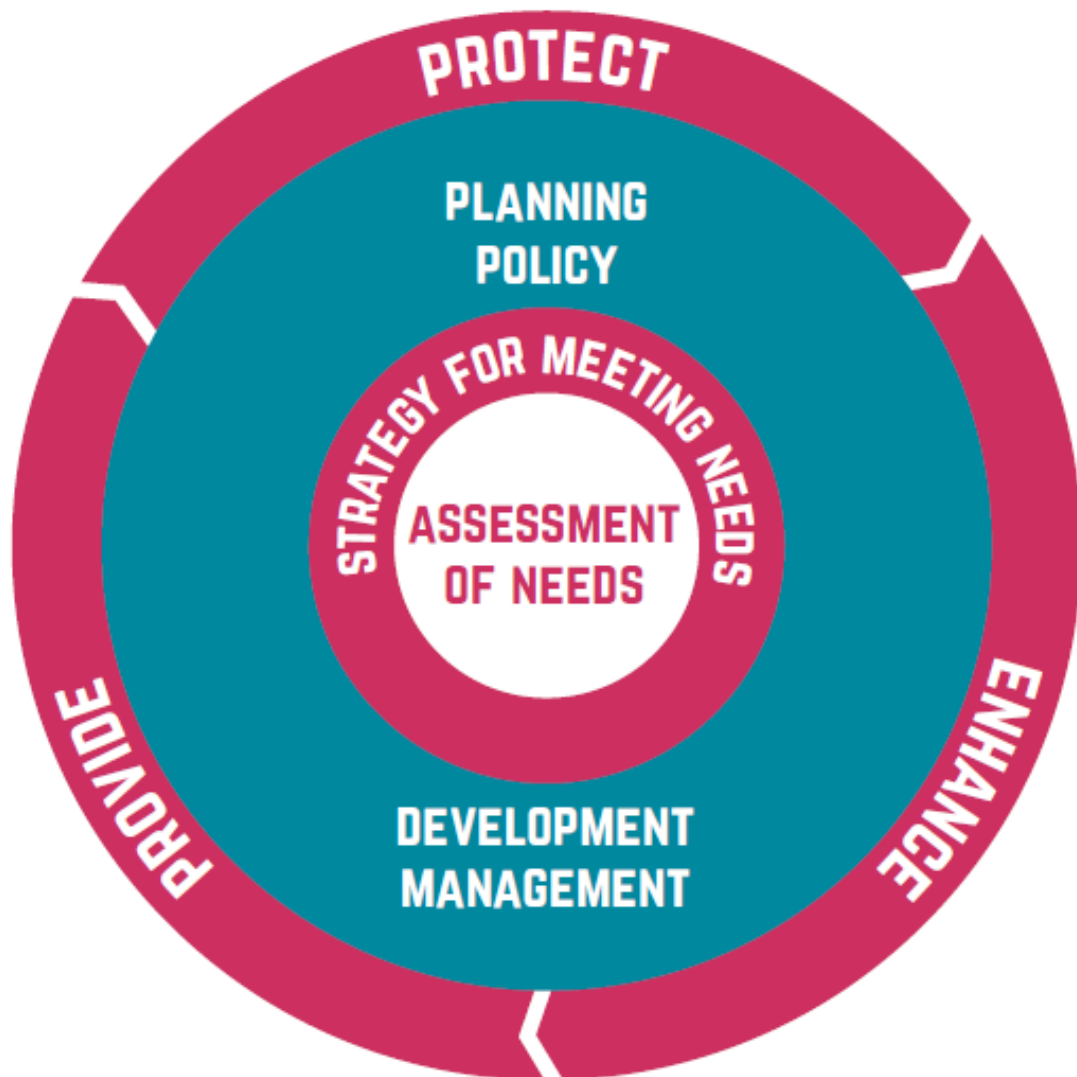 PROTECT
PLANNING
POLICY
STRATEGY FOR MEETING NEEDS
ASSESSMENT
OF NEEDS
ENHANCE
PROVIDE
DEVELOPMENT
MANAGEMENT